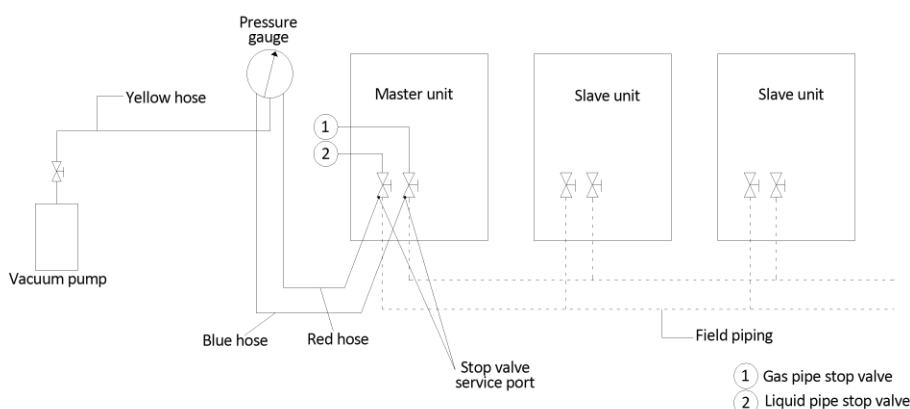 Pressure
gauge
Yellow hose
Master unit
Slave unit
Slave unit
1
2
Vacuum pump
Blue hose
Red hose
Field piping
Stop valve
service port
1 Gas pipe stop valve
2 Liquid pipe stop valve